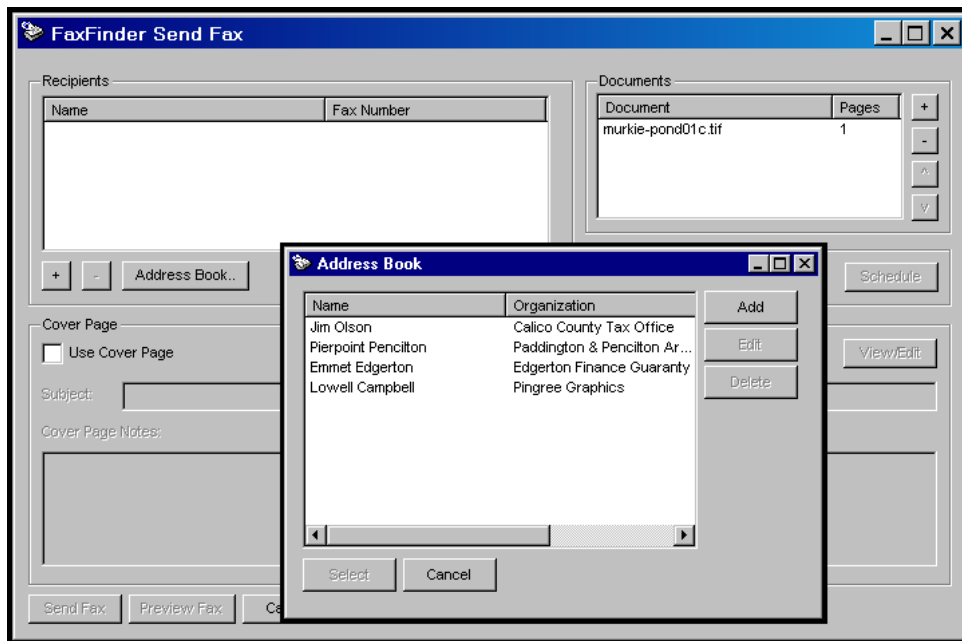 FaxFinder Send Fax
Recipients
Name Fax Number
+ - Address Book..
Documents
Document Pages
murkie-pond01c.tif 1
+
-
^
v
Schedule
Cover Page
Use Cover Page
View/Edit
Subject:
Cover Page Notes:
Send Fax Preview Fax Ca
Address Book
Name Organization
Jim Olson Calico County Tax Office
Pierpoint Pencilton Paddington & Pencilton Ar...
Emmet Edgerton Edgerton Finance Guaranty
Lowell Campbell Pingree Graphics
Add
Edit
Delete
Select Cancel